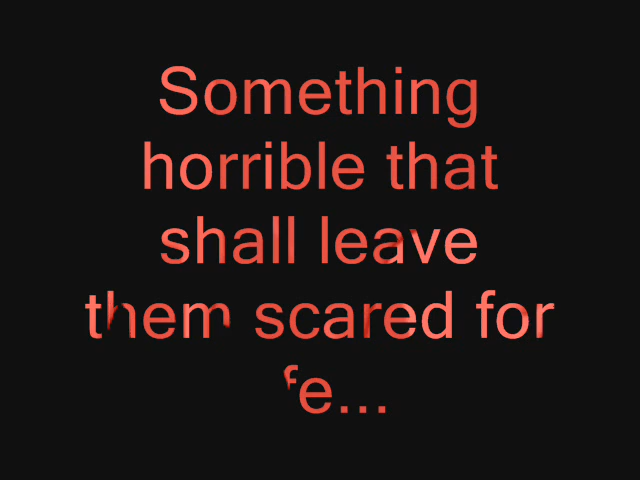 Something
horrible that
shall leave
them scared for
fe...